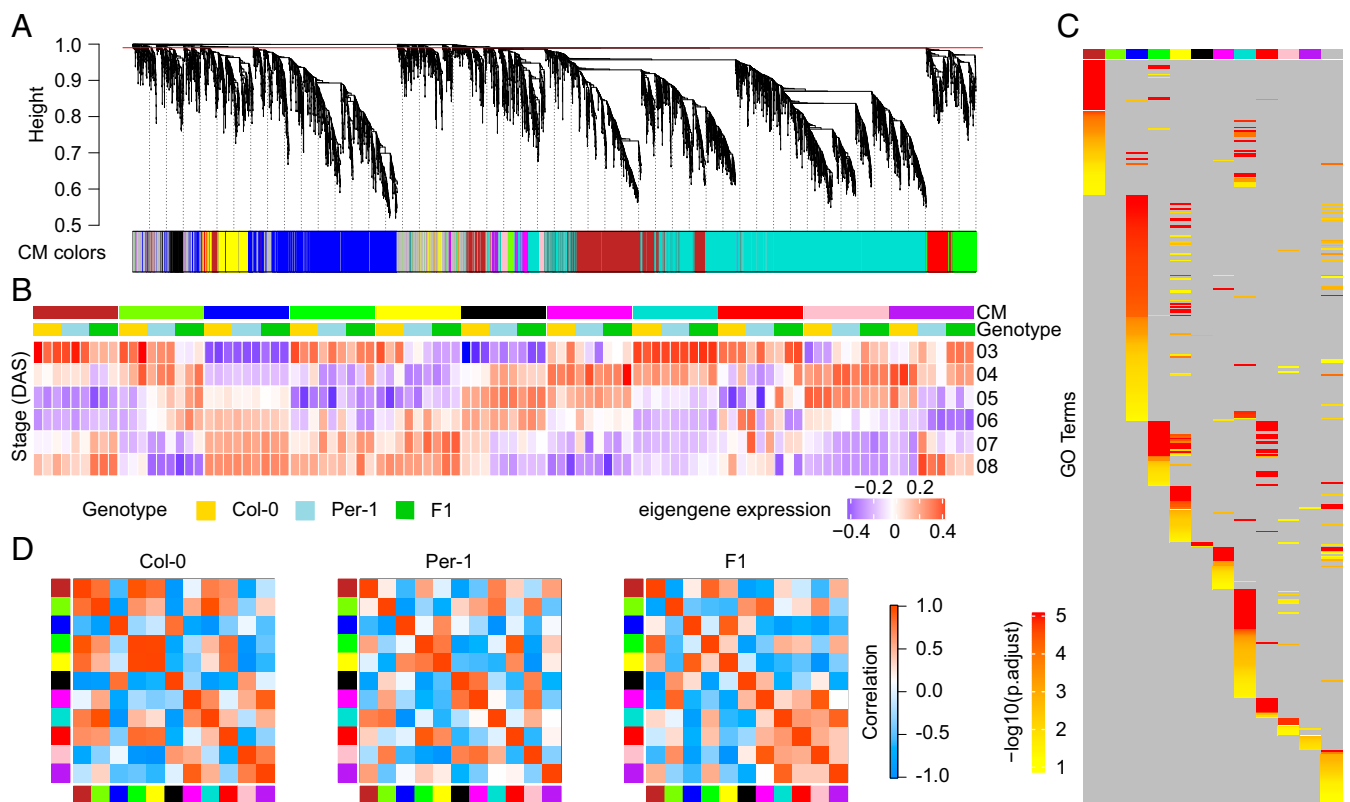 A
1.0
0.9
0.8
0.7
0.6
0.5
Height
CM colors
B
CM
Genotype
03
04
05
06
07
08
Stage (DAS)
Genotype
Col-0
Per-1
F1
eigengene expression
−0.2 0.2
−0.4 0 0.4
C
GO Terms
D
Col-0
Per-1
F1
1.0
0.5
0.0
-0.5
-1.0
Correlation
5
4
3
2
1
−log10(p.adjust)